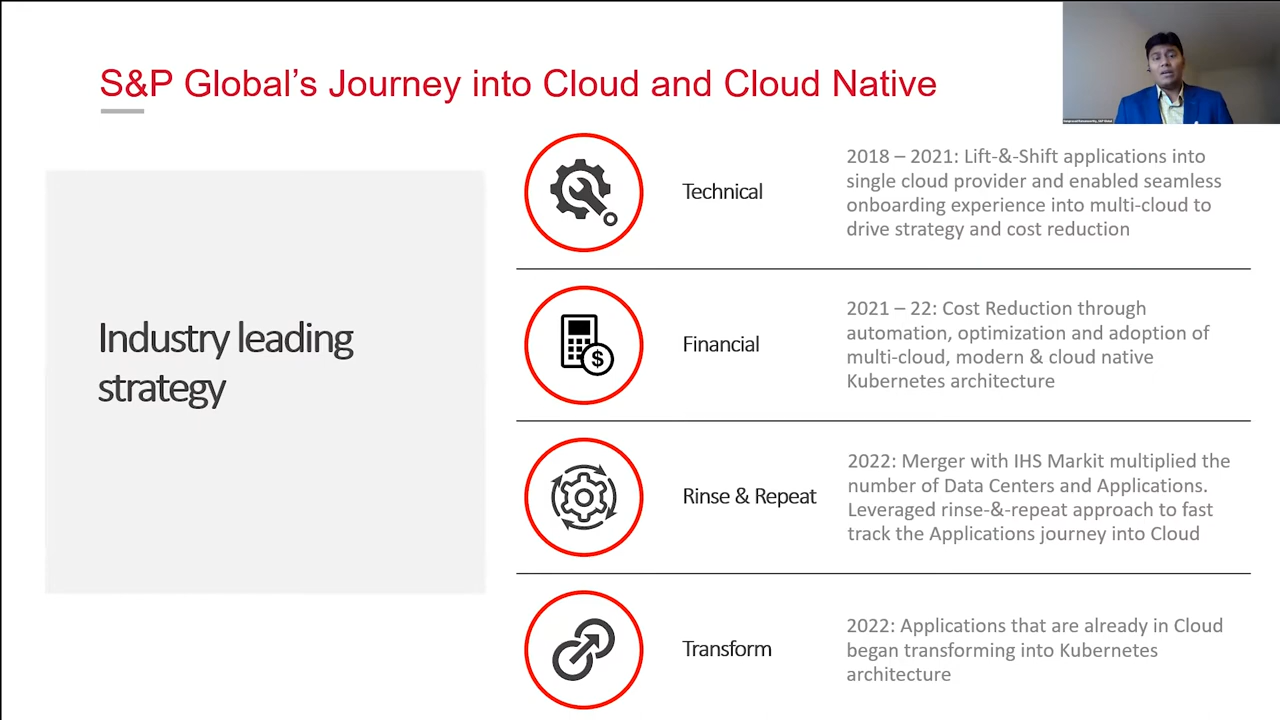 S&P Global’s Journey into Cloud and Cloud Native
Industry leading
strategy
Technical
2018 – 2021: Lift-&-Shift applications into
single cloud provider and enabled seamless
onboarding experience into multi-cloud to
drive strategy and cost reduction
$
Financial
2021 – 22: Cost Reduction through
automation, optimization and adoption of
multi-cloud, modern & cloud native
Kubernetes architecture
Rinse & Repeat
2022: Merger with IHS Markit multiplied the
number of Data Centers and Applications.
Leveraged rinse-&-repeat approach to fast
track the Applications journey into Cloud
Transform
2022: Applications that are already in Cloud
began transforming into Kubernetes
architecture